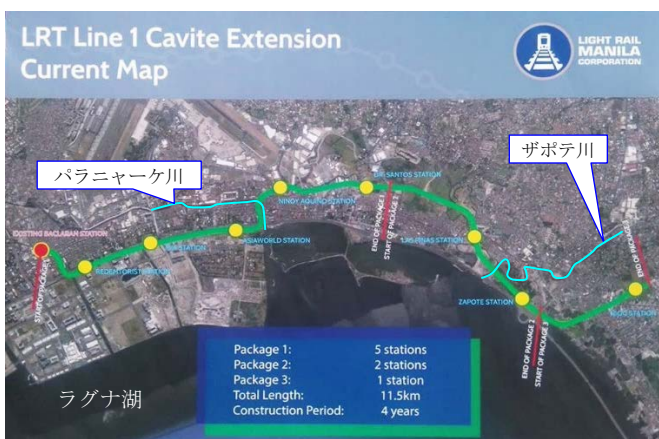 LRT Line 1 Cavite Extension
Current Map
LIGHT RAIL
MANILA
CORPORATION
パラニャーケ川
ザポテ川
DR. SANTOS STATION
NINOY AQUINO STATION
EXISTING BACLARAN STATION
ASIAWORLD STATION
STATION
STATION
LAS PIÑAS STATION
ZAPOTE STATION
NIOG STATION
START OF PACKAGE 1
END OF PACKAGE 1
START OF PACKAGE
END OF PACKAGE 2
START OF PACKAGE 3
END OF PACKAGE
Package 1: 5 stations
Package 2: 2 stations
Package 3: 1 station
Total Length: 11.5km
Construction Period: 4 years
ラグナ湖